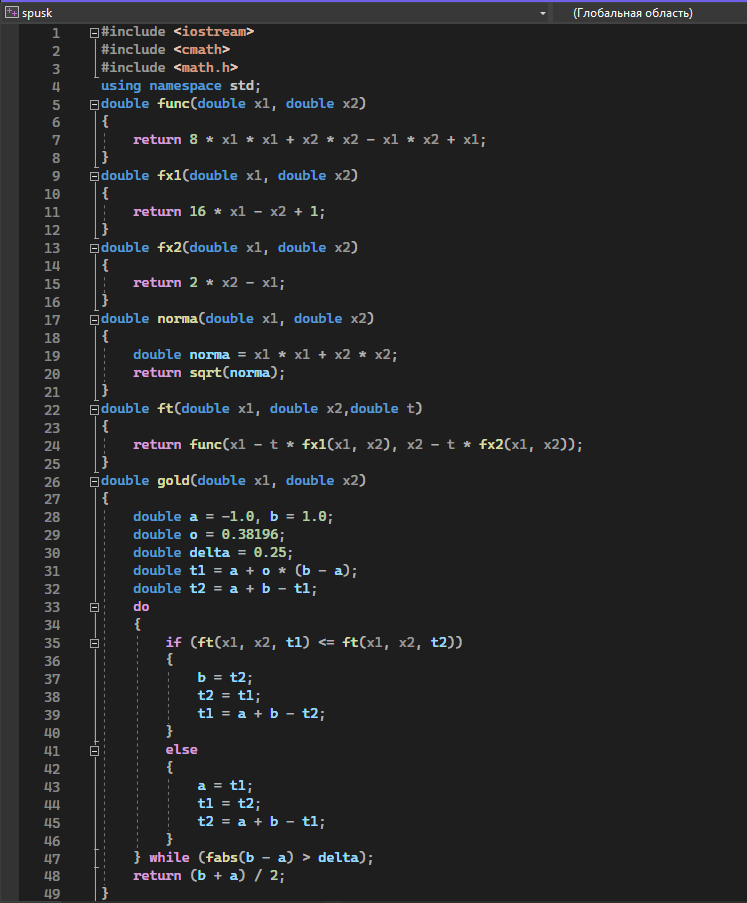 spusk (Глобальная область)
1 #include <iostream>
2 #include <cmath>
3 #include <math.h>
4 using namespace std;
5 double func(double x1, double x2)
6 {
7 return 8 * x1 * x1 + x2 * x2 - x1 * x2 + x1;
8 }
9 double fx1(double x1, double x2)
10 {
11 return 16 * x1 - x2 + 1;
12 }
13 double fx2(double x1, double x2)
14 {
15 return 2 * x2 - x1;
16 }
17 double norma(double x1, double x2)
18 {
19 double norma = x1 * x1 + x2 * x2;
20 return sqrt(norma);
21 }
22 double ft(double x1, double x2,double t)
23 {
24 return func(x1 - t * fx1(x1, x2), x2 - t * fx2(x1, x2));
25 }
26 double gold(double x1, double x2)
27 {
28 double a = -1.0, b = 1.0;
29 double o = 0.38196;
30 double delta = 0.25;
31 double t1 = a + o * (b - a);
32 double t2 = a + b - t1;
33 do
34 {
35 if (ft(x1, x2, t1) <= ft(x1, x2, t2))
36 {
37 b = t2;
38 t2 = t1;
39 t1 = a + b - t2;
40 }
41 else
42 {
43 a = t1;
44 t1 = t2;
45 t2 = a + b - t1;
46 }
47 } while (fabs(b - a) > delta);
48 return (b + a) / 2;
49 }